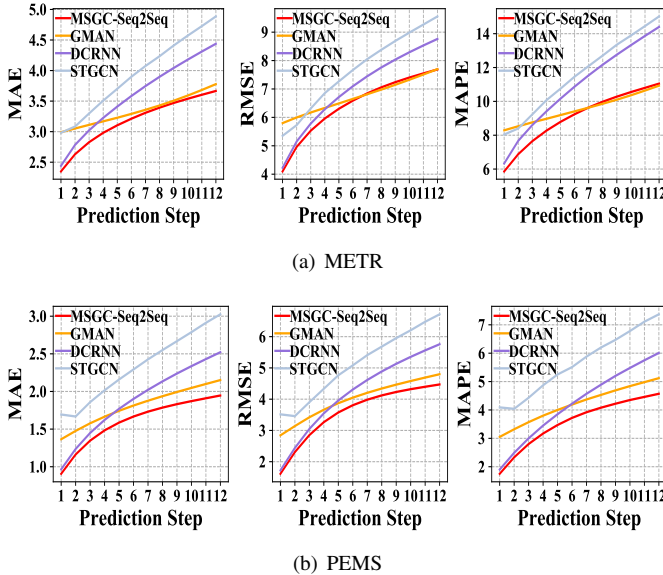 MSGC-Seq2Seq
GMAN
DCRNN
STGCN
MAE
5.0
4.5
4.0
3.5
3.0
2.5
1 2 3 4 5 6 7 8 9 10 11 12
Prediction Step
MSGC-Seq2Seq
GMAN
DCRNN
STGCN
RMSE
9
8
7
6
5
4
1 2 3 4 5 6 7 8 9 10 11 12
Prediction Step
MSGC-Seq2Seq
GMAN
DCRNN
STGCN
MAPE
14
12
10
8
6
1 2 3 4 5 6 7 8 9 10 11 12
Prediction Step
(a) METR
MSGC-Seq2Seq
GMAN
DCRNN
STGCN
MAE
3.0
2.5
2.0
1.5
1.0
1 2 3 4 5 6 7 8 9 10 11 12
Prediction Step
MSGC-Seq2Seq
GMAN
DCRNN
STGCN
RMSE
6
5
4
3
2
1 2 3 4 5 6 7 8 9 10 11 12
Prediction Step
MSGC-Seq2Seq
GMAN
DCRNN
STGCN
MAPE
7
6
5
4
3
2
1 2 3 4 5 6 7 8 9 10 11 12
Prediction Step
(b) PEMS